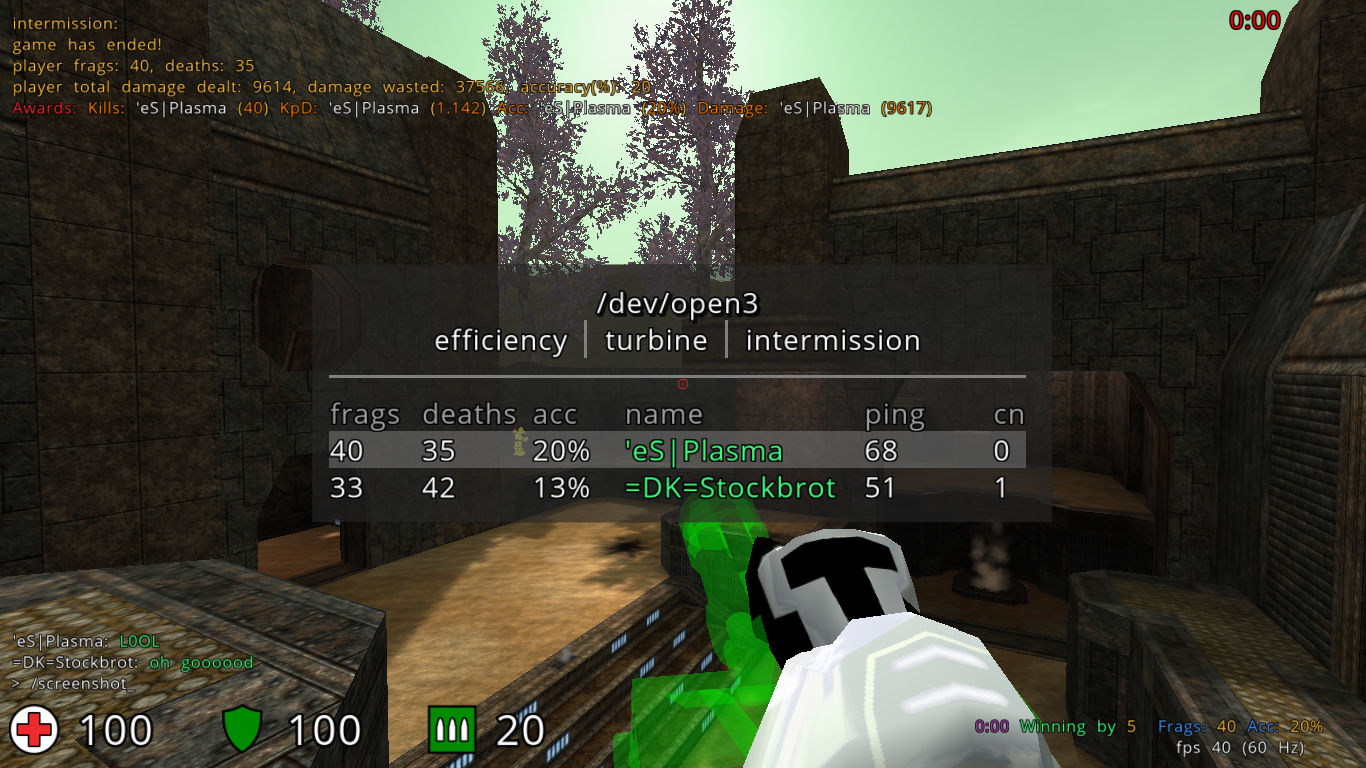 intermission:
0:00
game has ended!
player frags: 40, deaths: 35
player total damage dealt: 9614, damage wasted: 37566, accuracy(%): 20
Awards: Kills: 'eS|Plasma (40) KpD: 'eS|Plasma (1.142) Acc: 'eS|Plasma (20%) Damage: 'eS|Plasma (9617)
/dev/open3
efficiency | turbine | intermission
frags deaths acc name ping cn
40 35 20% 'eS|Plasma 68 0
33 42 13% =DK=Stockbrot 51 1
'eS|Plasma: L0OL
=DK=Stockbrot: oh goooood
> /screenshot_
100 100 20
0:00 Winning by 5 Frags: 40 Acc: 20%
fps 40 (60 Hz)